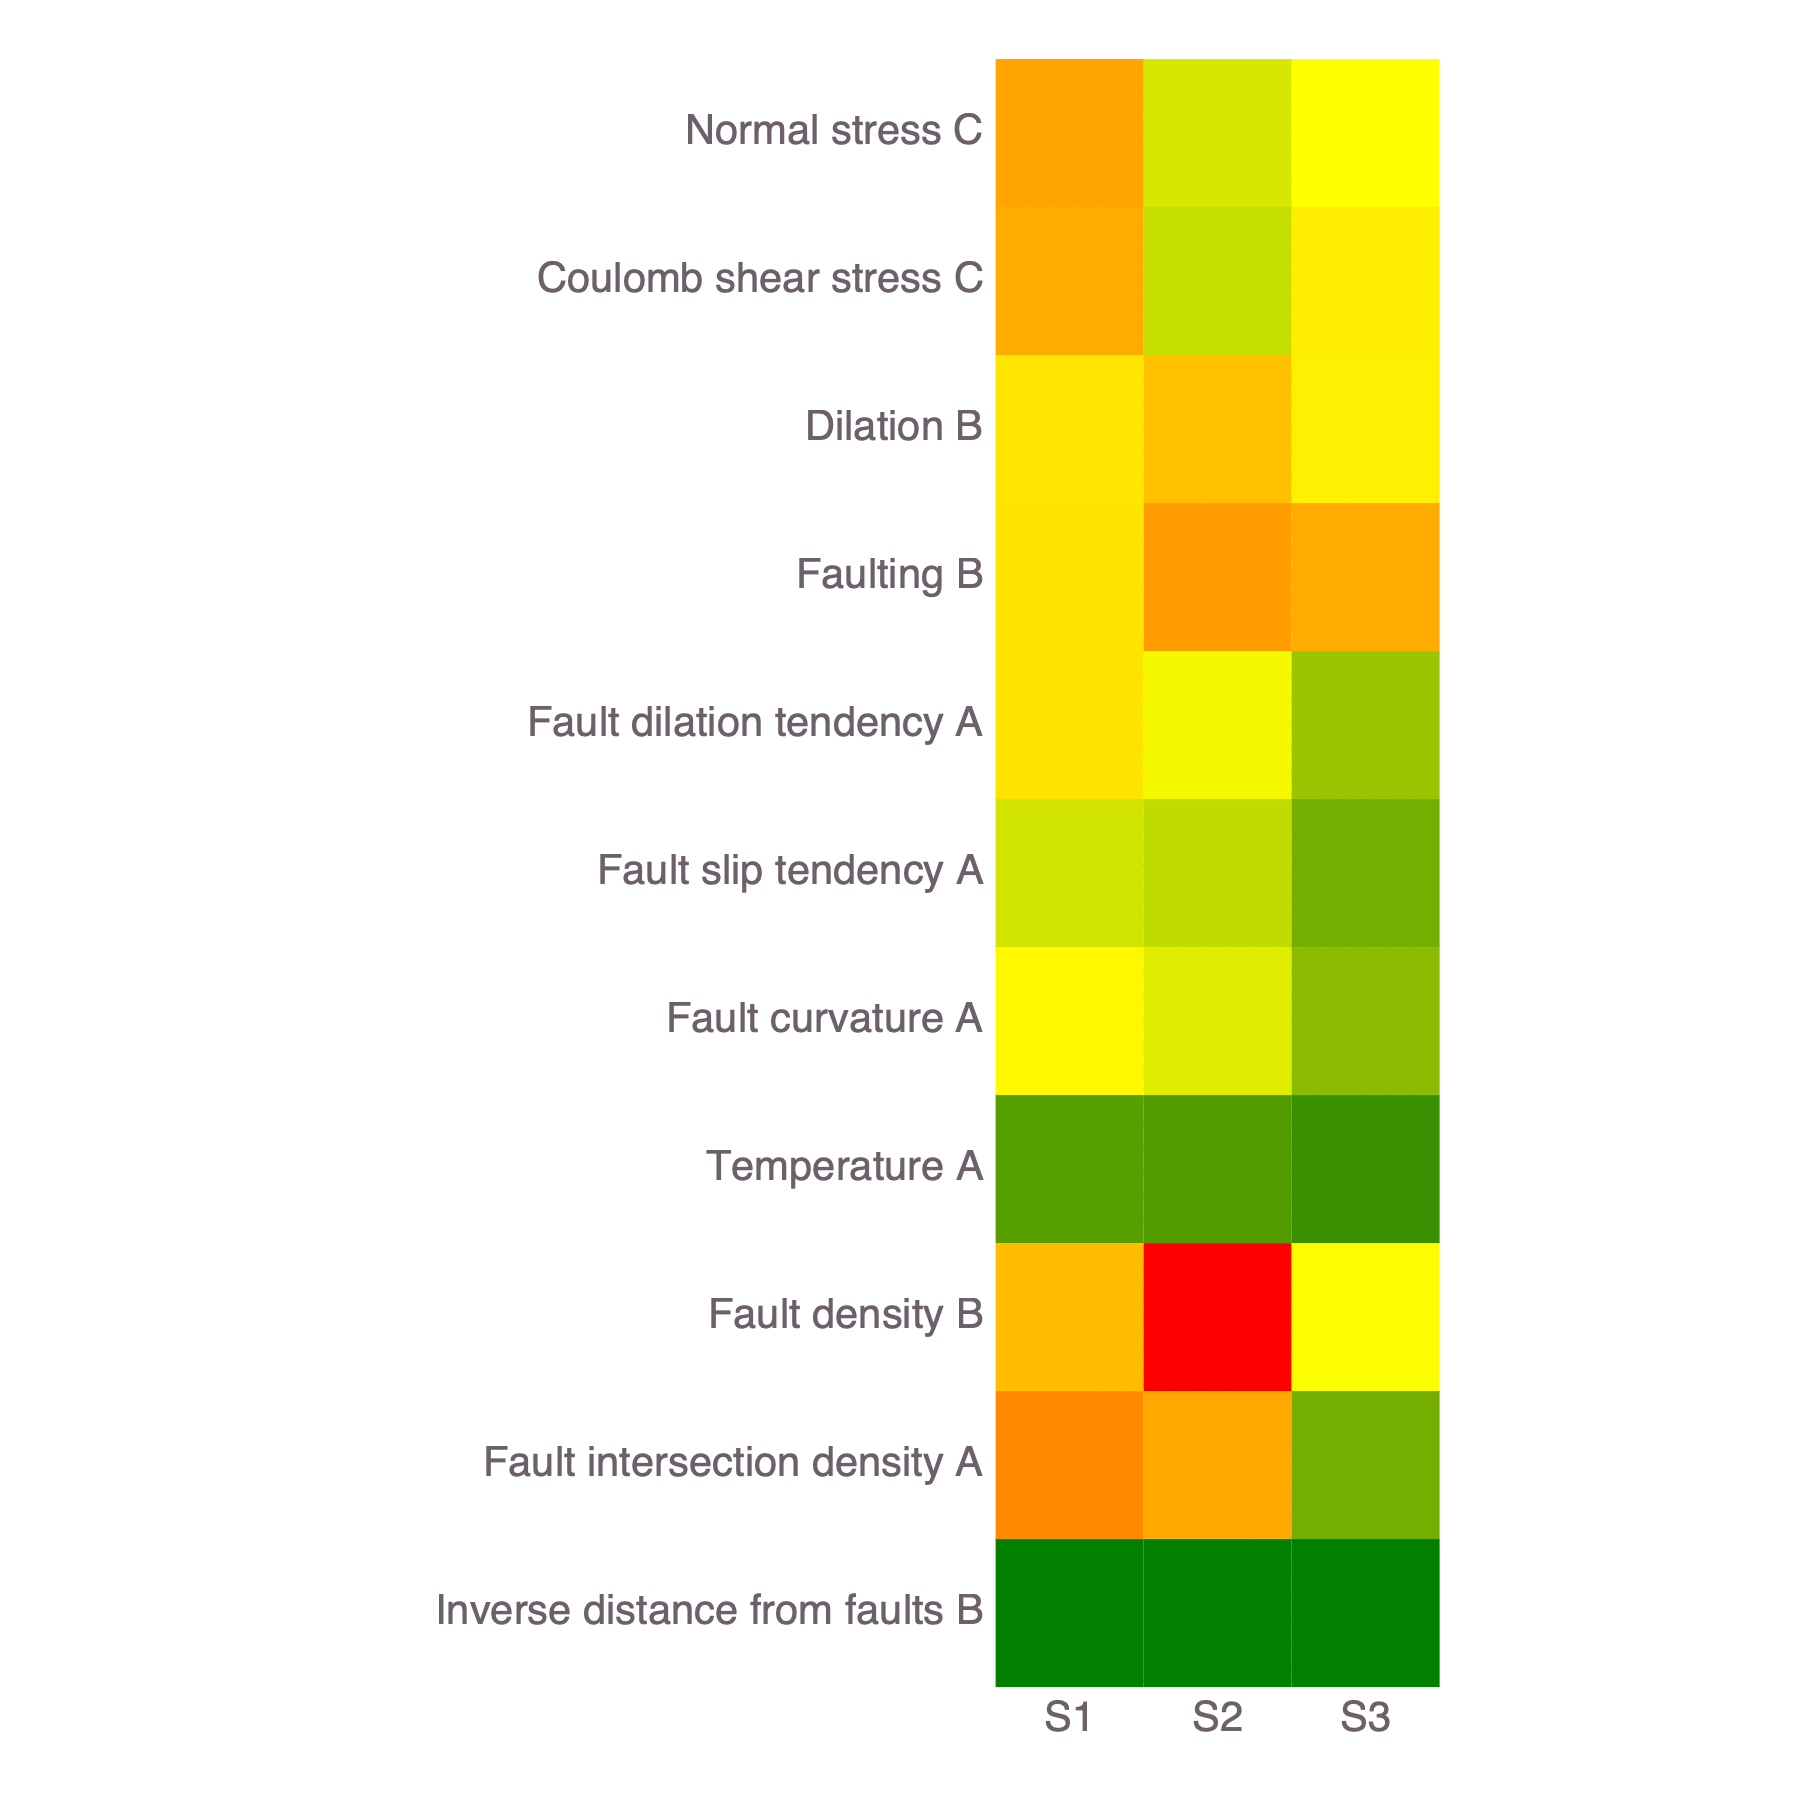 Normal stress C
Coulomb shear stress C
Dilation B
Faulting B
Fault dilation tendency A
Fault slip tendency A
Fault curvature A
Temperature A
Fault density B
Fault intersection density A
Inverse distance from faults B
S1 S2 S3